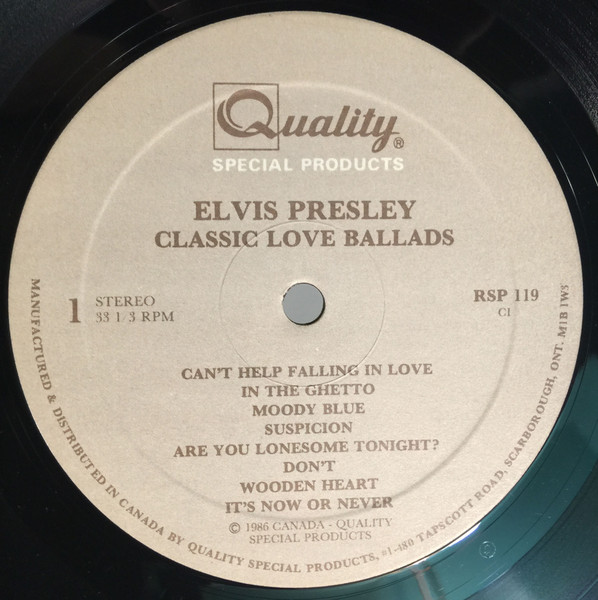 Quality®
SPECIAL PRODUCTS
ELVIS PRESLEY
CLASSIC LOVE BALLADS
1
STEREO
33 1/3 RPM
RSP 119
C1
CAN'T HELP FALLING IN LOVE
IN THE GHETTO
MOODY BLUE
SUSPICION
ARE YOU LONESOME TONIGHT?
DON'T
WOODEN HEART
IT'S NOW OR NEVER
© 1986 CANADA - QUALITY
SPECIAL PRODUCTS
MANUFACTURED & DISTRIBUTED IN CANADA BY QUALITY SPECIAL PRODUCTS, #1-480 TAPSCOTT ROAD, SCARBOROUGH, ONT. M1B 1W3